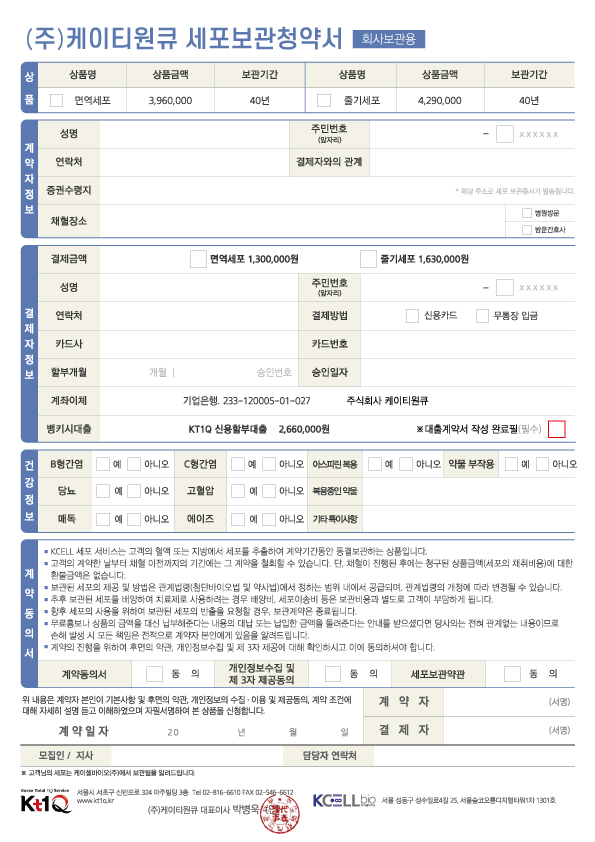 (주)케이티원큐 세포보관청약서 회사보관용
상품
상품명 상품금액 보관기간 상품명 상품금액 보관기간
면역세포 3,960,000 40년 줄기세포 4,290,000 40년
계약자정보
성명 주민번호 (앞자리) – xxxxxx
연락처 결제자와의 관계
증권수령지 * 해당 주소로 세포 보관증서가 발송됩니다.
채혈장소 병원방문
방문간호사
결제자정보
결제금액 면역세포 1,300,000원 줄기세포 1,630,000원
성명 주민번호 (앞자리) – xxxxxx
연락처 결제방법 신용카드 무통장 입금
카드사 카드번호
할부개월 개월 | 승인번호 승인일자
계좌이체 기업은행. 233-120005-01-027 주식회사 케이티원큐
뱅키시대출 KT1Q 신용할부대출 2,660,000원 ※대출계약서 작성 완료필(필수)
건강정보
B형간염 예 아니오 C형간염 예 아니오 아스피린 복용 예 아니오 약물 부작용 예 아니오
당뇨 예 아니오 고혈압 예 아니오 복용중인 약물
매독 예 아니오 에이즈 예 아니오 기타 특이사항
계약동의서
▪ KCELL 세포 서비스는 고객의 혈액 또는 지방에서 세포를 추출하여 계약기간동안 동결보관하는 상품입니다.
▪ 고객의 계약한 날부터 채혈 이전까지의 기간에는 그 계약을 철회할 수 있습니다. 단, 채혈이 진행된 후에는 청구된 상품금액(세포의 채취비용)에 대한
환불금액은 없습니다.
▪ 보관된 세포의 제공 및 방법은 관계법령(첨단바이오법 및 약사법)에서 정하는 범위 내에서 공급되며, 관계법령의 개정에 따라 변경될 수 있습니다.
▪ 추후 보관된 세포를 배양하여 치료제로 사용하려는 경우 배양비, 세포이송비 등은 보관비용과 별도로 고객이 부담하게 됩니다.
▪ 향후 세포의 사용을 위하여 보관된 세포의 반출을 요청할 경우, 보관계약은 종료됩니다.
▪ 무료홍보나 상품의 금액을 대신 납부해준다는 내용의 대납 또는 납입한 금액을 돌려준다는 안내를 받으셨다면 당사와는 전혀 관계없는 내용이므로
손해 발생 시 모든 책임은 전적으로 계약자 본인에게 있음을 알려드립니다.
▪ 계약의 진행을 위하여 후면의 약관, 개인정보수집 및 제 3자 제공에 대해 확인하시고 이에 동의하셔야 합니다.
계약동의서 동 의 개인정보수집 및 제 3자 제공동의 동 의 세포보관약관 동 의
위 내용은 계약자 본인이 기본사항 및 후면의 약관, 개인정보의 수집 · 이용 및 제공동의, 계약 조건에
대해 자세히 설명 듣고 이해하였으며 자필서명하여 본 상품을 신청합니다.
계 약 자 (서명)
계 약 일 자 20 년 월 일
결 제 자 (서명)
모집인 / 지사 담당자 연락처
※ 고객님의 세포는 케이셀바이오(주)에서 보관됨을 알려드립니다.
Korea Total 1Q Service
Kt1Q
서울시 서초구 신반포로 324 아주빌딩 3층 Tel 02-816-6610 FAX 02-546-6612
www.kt1q.kr
(주)케이티원큐 대표이사 박병욱
KCELL bio
서울 성동구 성수일로4길 25, 서울숲코오롱디지털타워1차 1301호